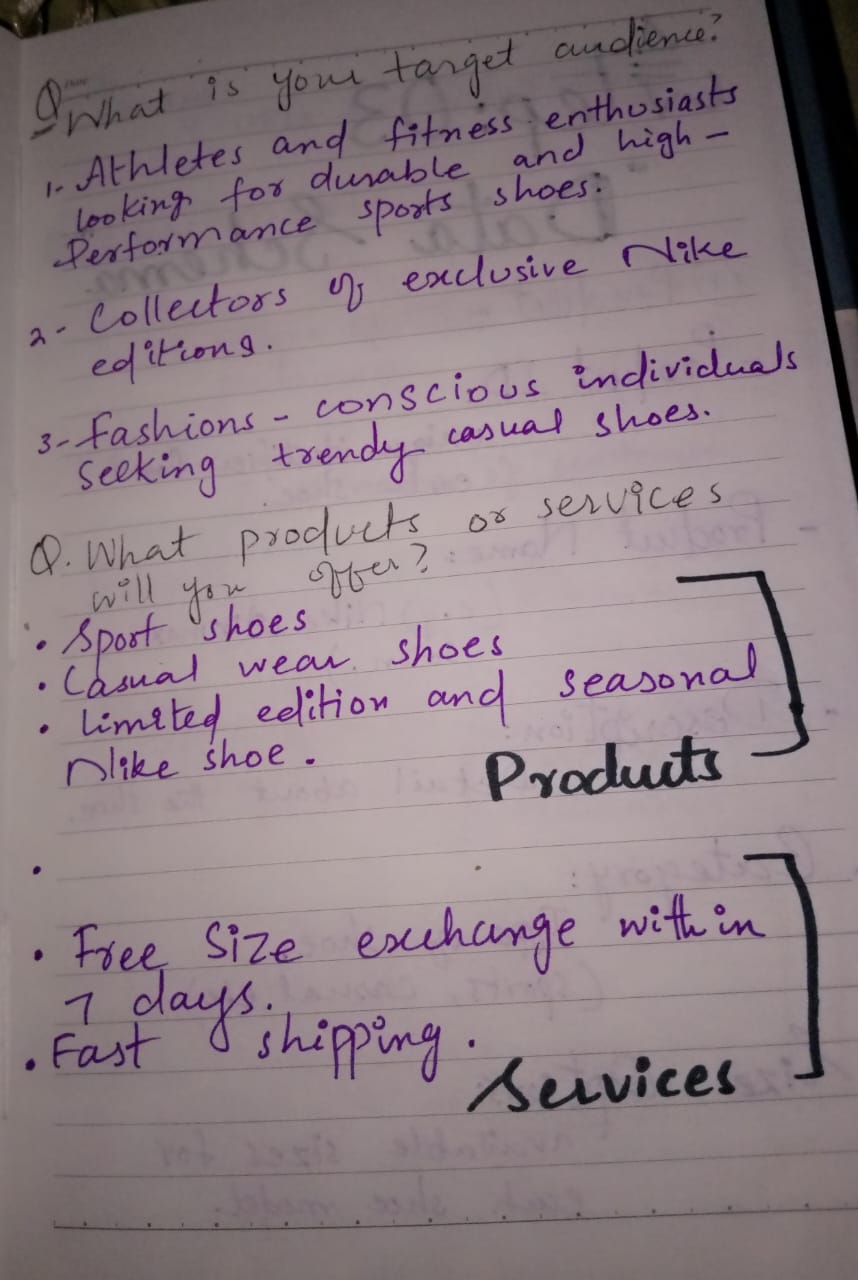 Q. What is your target audience?
1- Athletes and fitness enthusiasts
looking for durable and high-
Performance sports shoes.
2- Collectors of exclusive Nike
editions.
3- Fashions - conscious individuals
Seeking trendy casual shoes.
Q. What products or services
will you offer?
• Sport shoes
• Casual wear shoes
• limited edition and seasonal
Nike shoe.
Products
•
• Free Size exchange within
7 days.
• Fast shipping.
Services